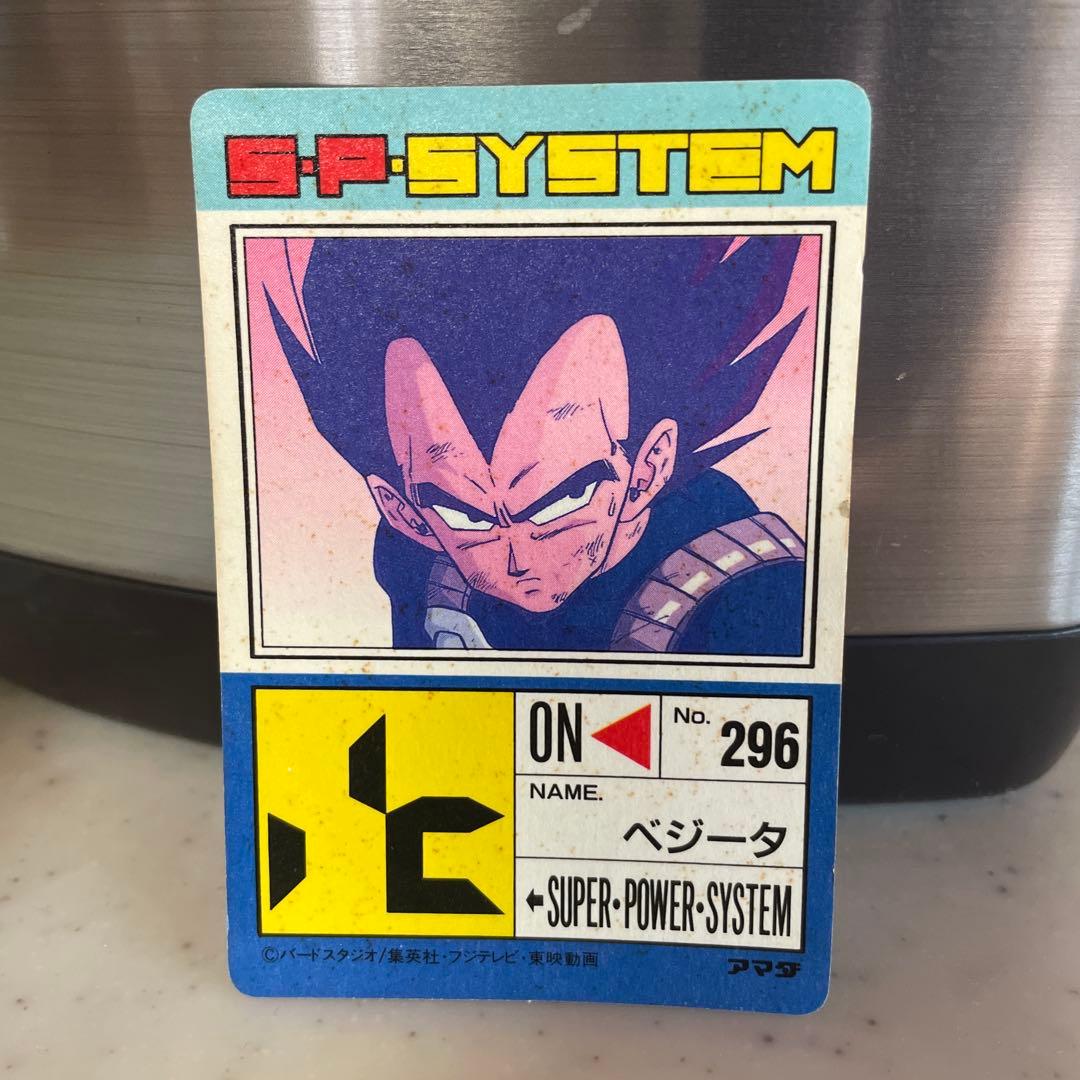 S・P・SYSTEM
ON
No. 296
NAME.
ベジータ
SUPER・POWER・SYSTEM
©バードスタジオ/集英社・フジテレビ・東映動画
アマダ